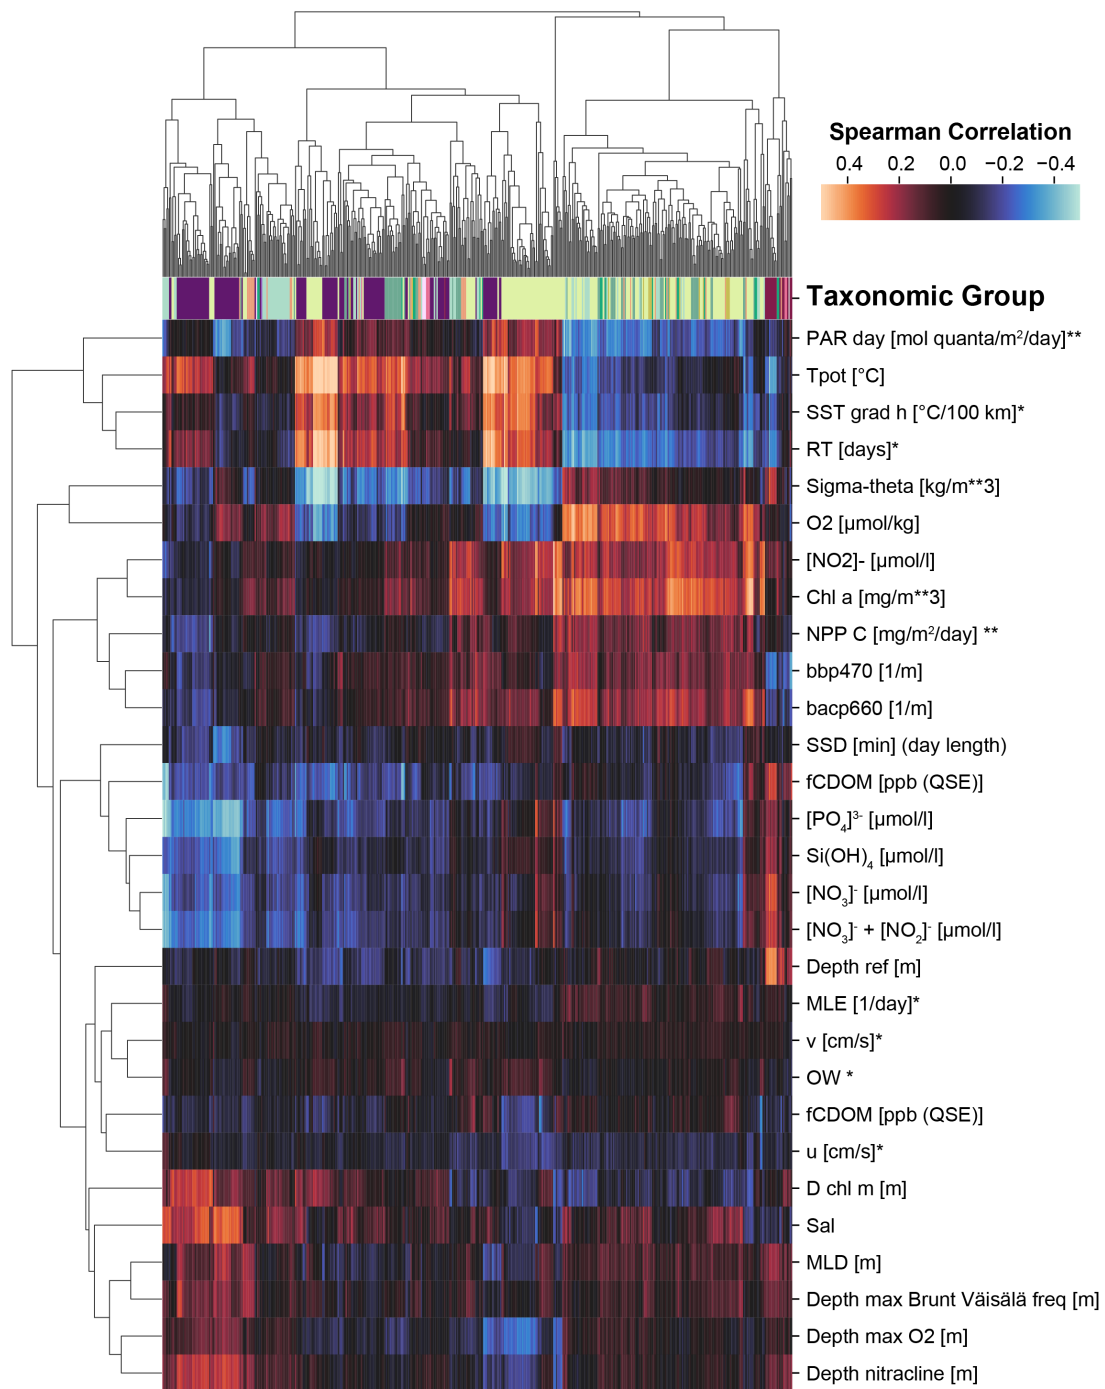 Spearman Correlation
0.4 0.2 0.0 −0.2 −0.4
Taxonomic Group
PAR day [mol quanta/m²/day]**
Tpot [°C]
SST grad h [°C/100 km]*
RT [days]*
Sigma-theta [kg/m**3]
O2 [µmol/kg]
[NO2]- [µmol/l]
Chl a [mg/m**3]
NPP C [mg/m²/day] **
bbp470 [1/m]
bacp660 [1/m]
SSD [min] (day length)
fCDOM [ppb (QSE)]
[PO₄]³⁻ [µmol/l]
Si(OH)₄ [µmol/l]
[NO₃]⁻ [µmol/l]
[NO₃]⁻ + [NO₂]⁻ [µmol/l]
Depth ref [m]
MLE [1/day]*
v [cm/s]*
OW *
fCDOM [ppb (QSE)]
u [cm/s]*
D chl m [m]
Sal
MLD [m]
Depth max Brunt Väisälä freq [m]
Depth max O2 [m]
Depth nitracline [m]